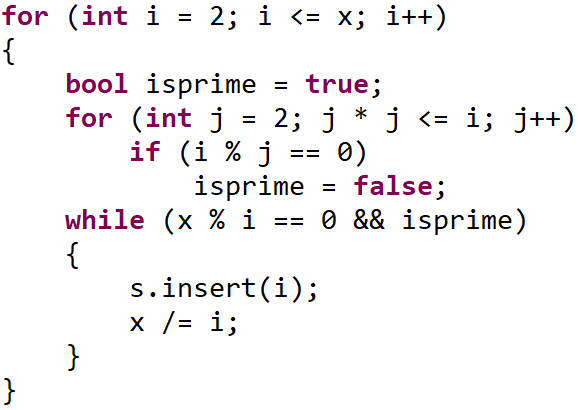 for (int i = 2; i <= x; i++)
{
    bool isprime = true;
    for (int j = 2; j * j <= i; j++)
        if (i % j == 0)
            isprime = false;
    while (x % i == 0 && isprime)
    {
        s.insert(i);
        x /= i;
    }
}